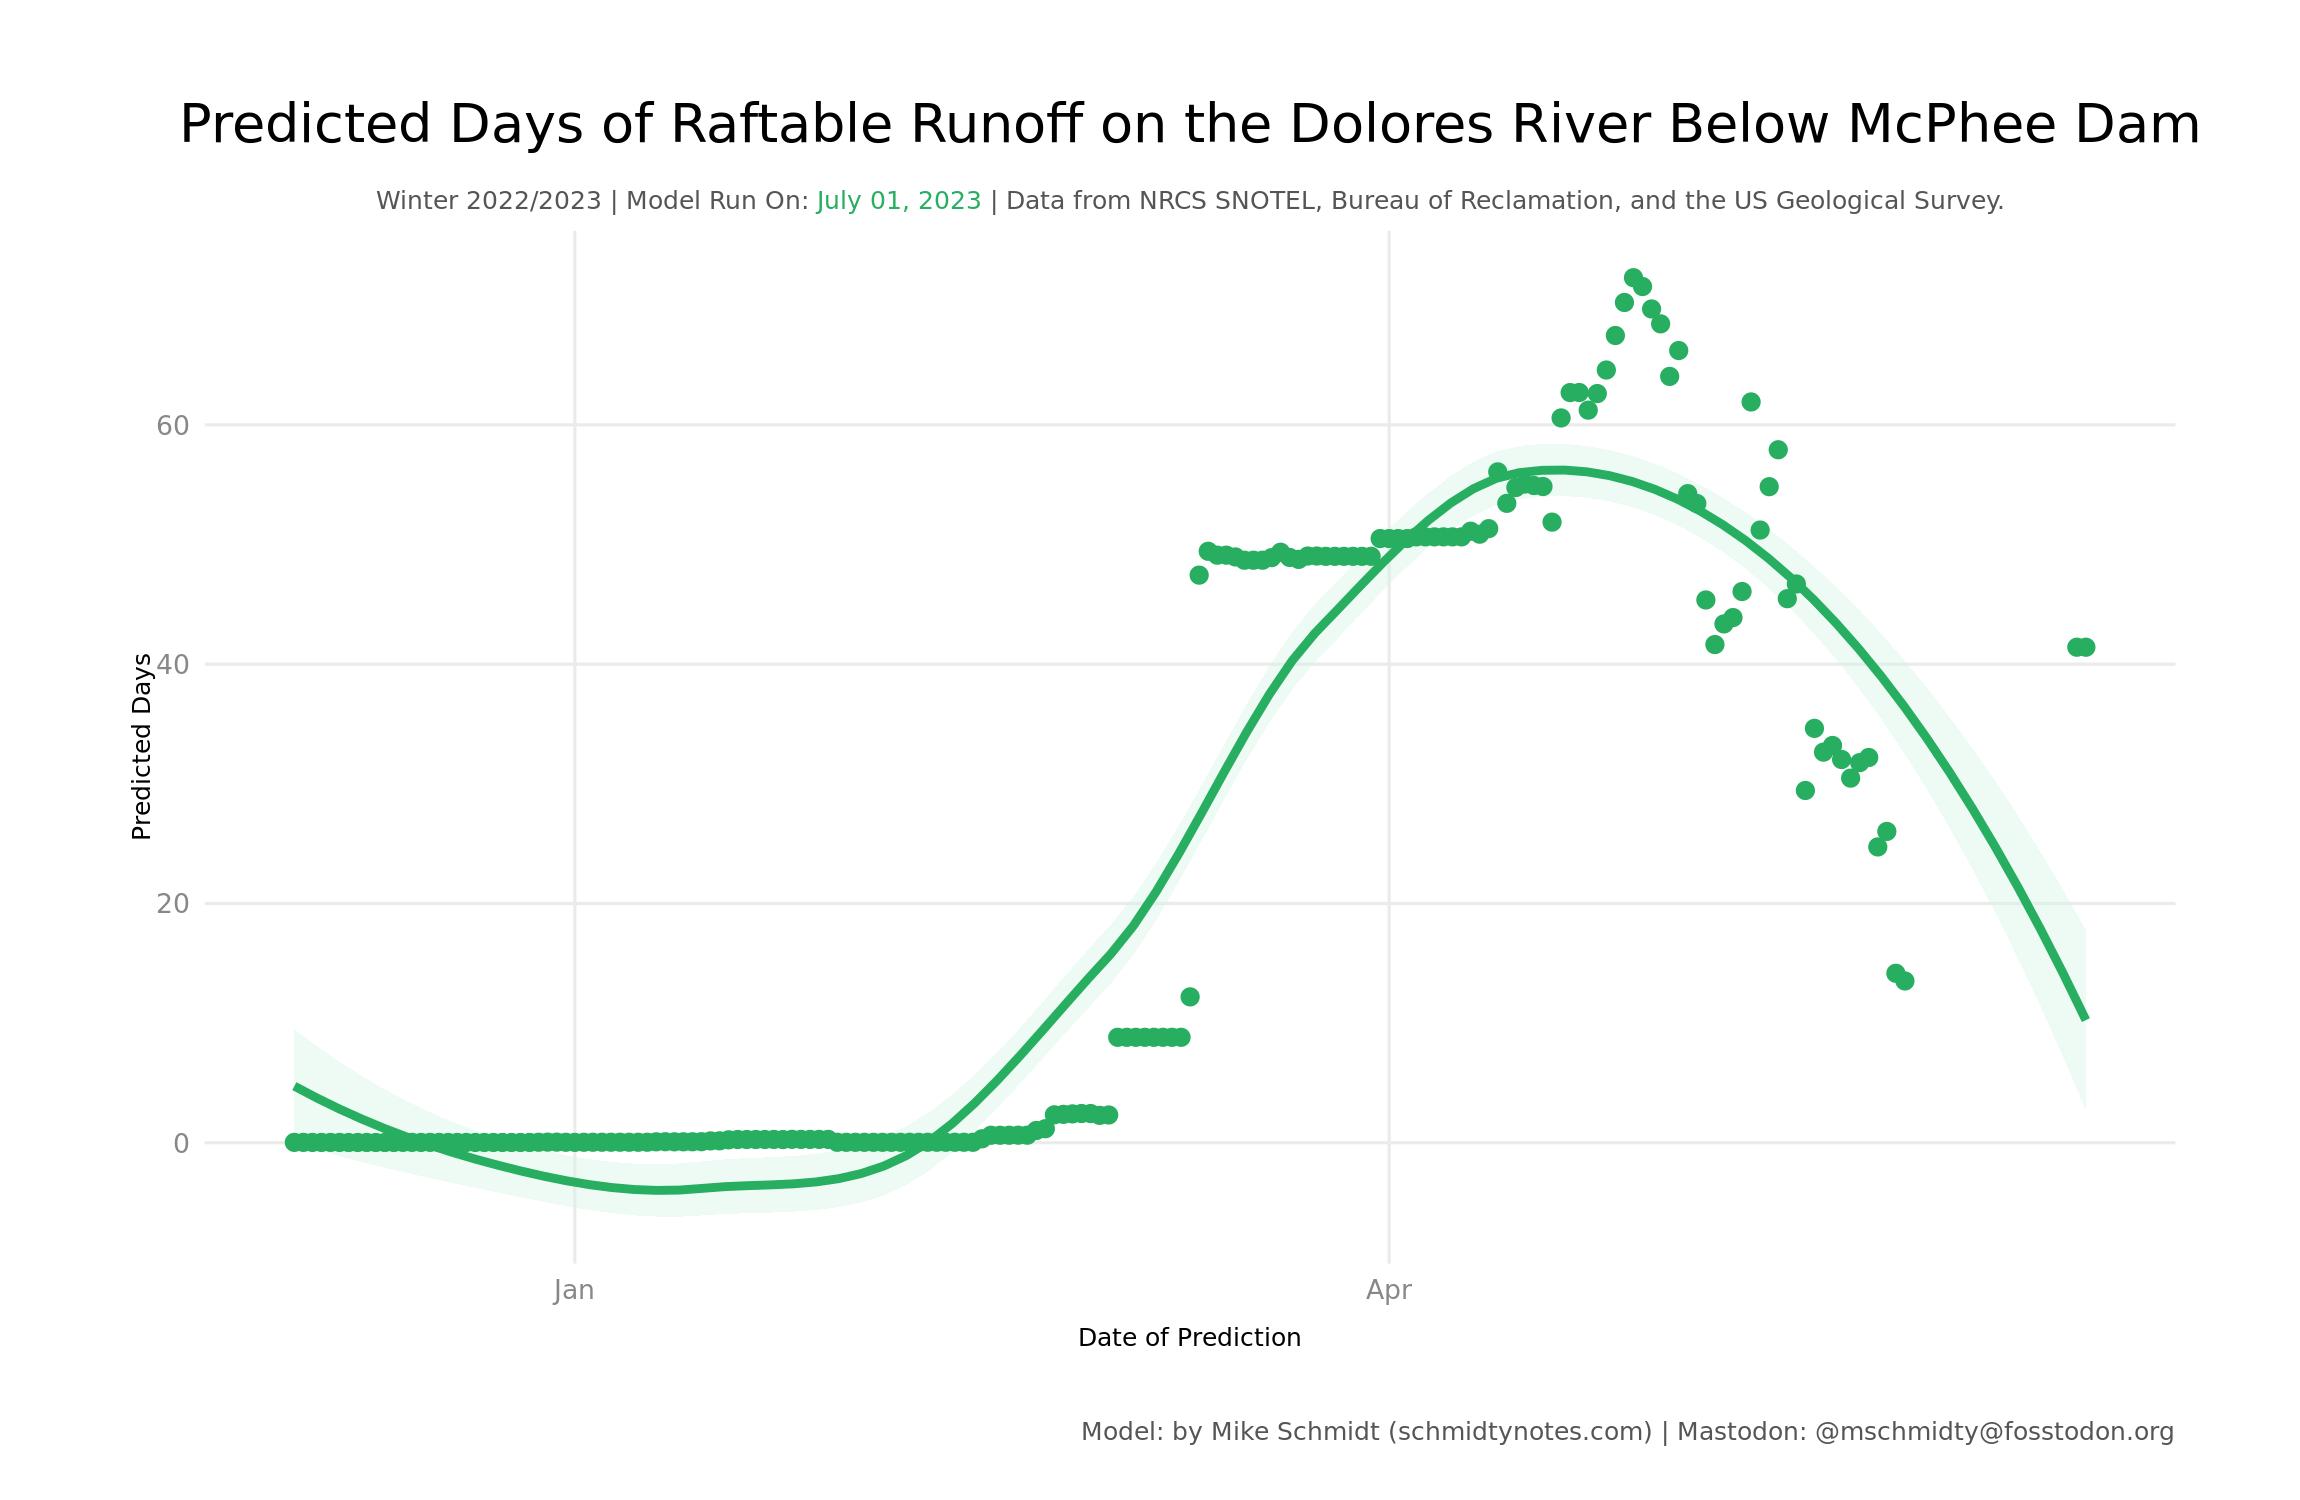 Predicted Days of Raftable Runoff on the Dolores River Below McPhee Dam
Winter 2022/2023 | Model Run On: July 01, 2023 | Data from NRCS SNOTEL, Bureau of Reclamation, and the US Geological Survey.
Predicted Days
60
40
20
0
Jan
Apr
Date of Prediction
Model: by Mike Schmidt (schmidtynotes.com) | Mastodon: @mschmidty@fosstodon.org